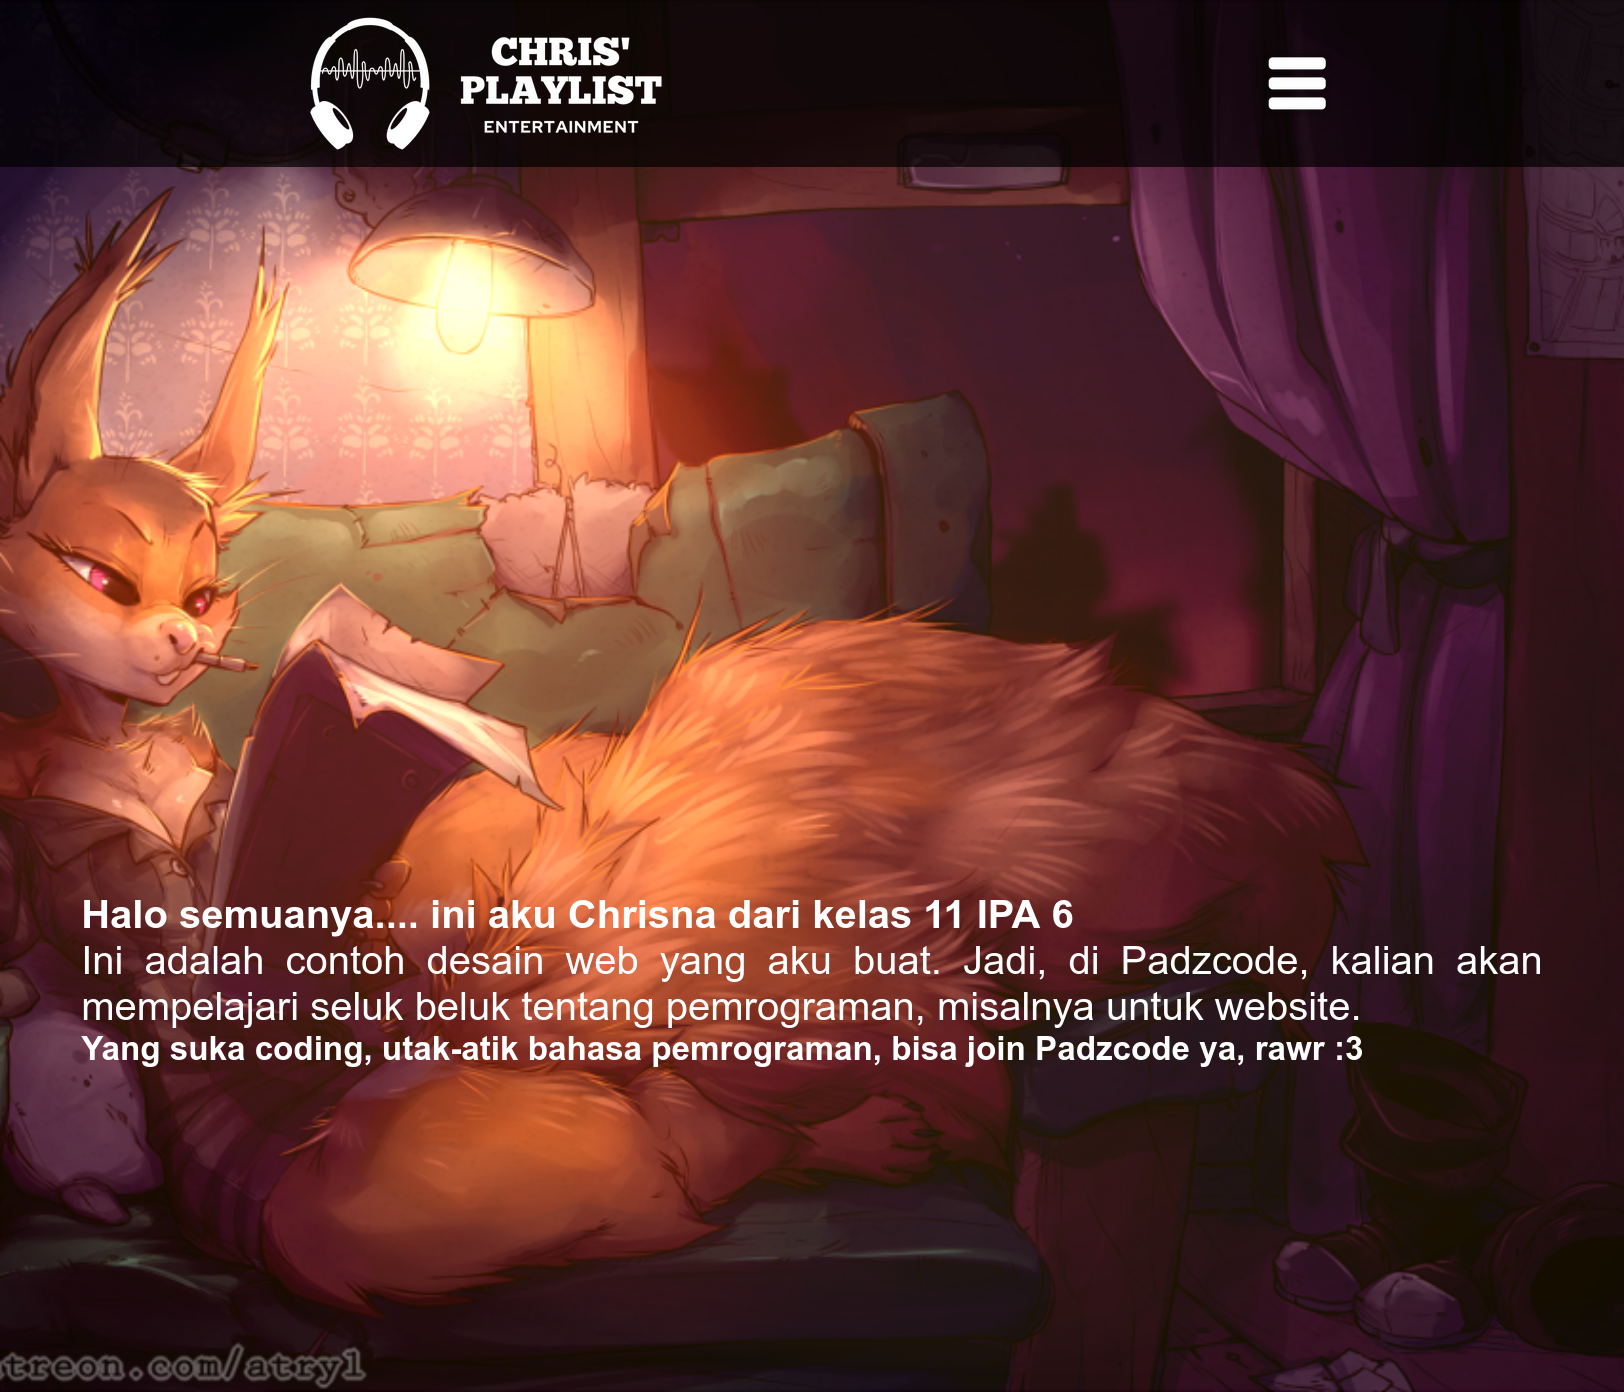 CHRIS'
PLAYLIST
ENTERTAINMENT
Halo semuanya.... ini aku Chrisna dari kelas 11 IPA 6
Ini adalah contoh desain web yang aku buat. Jadi, di Padzcode, kalian akan
mempelajari seluk beluk tentang pemrograman, misalnya untuk website.
Yang suka coding, utak-atik bahasa pemrograman, bisa join Padzcode ya, rawr :3
treon.com/atryl